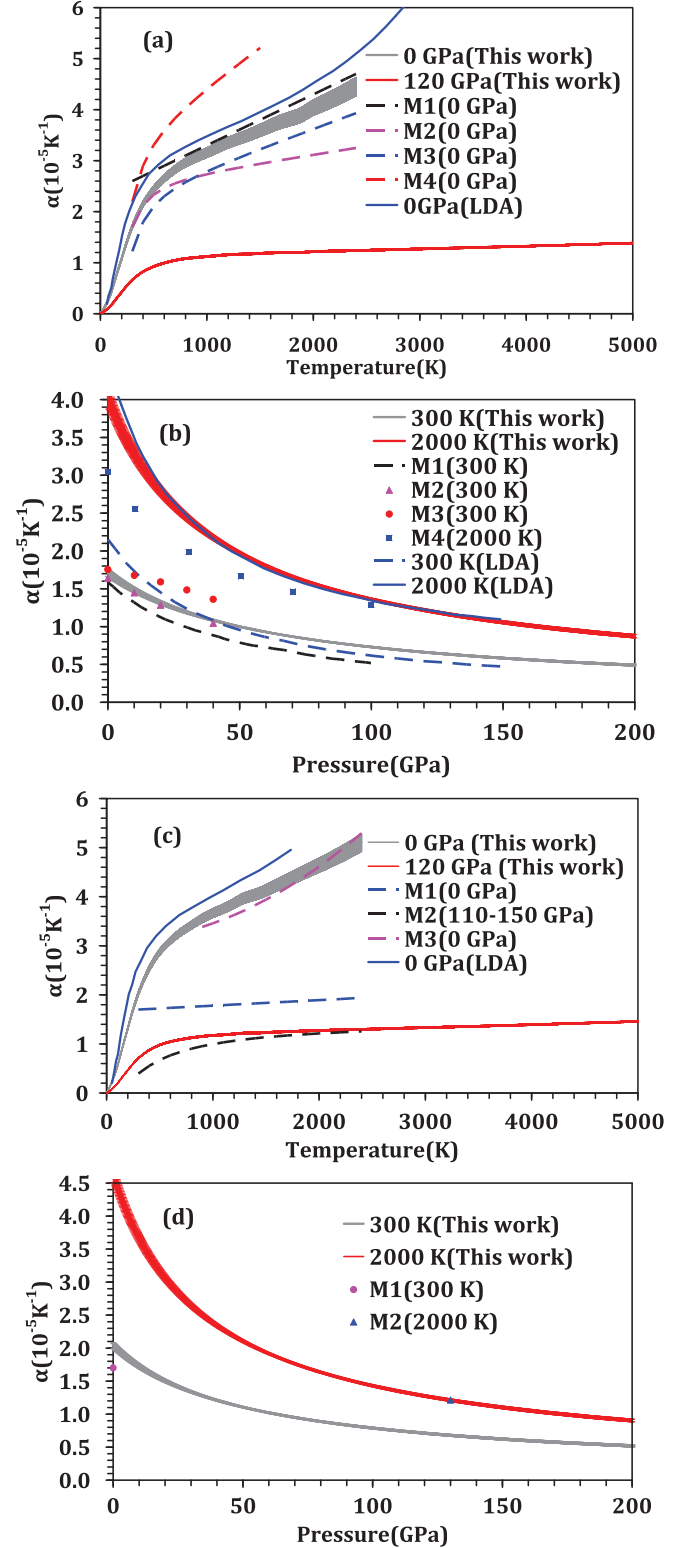 6
(a)
0 GPa(This work)
5
120 GPa(This work)
M1(0 GPa)
4
M2(0 GPa)
3
M3(0 GPa)
M4(0 GPa)
2
0GPa(LDA)
1
0
α(10⁻⁵K⁻¹)
0 1000 2000 3000 4000 5000
Temperature(K)
4.0
(b)
300 K(This work)
3.5
2000 K(This work)
M1(300 K)
3.0
M2(300 K)
2.5
M3(300 K)
2.0
M4(2000 K)
300 K(LDA)
1.5
2000 K(LDA)
1.0
0.5
0.0
α(10⁻⁵K⁻¹)
0 50 100 150 200
Pressure(GPa)
6
(c)
0 GPa (This work)
5
120 GPa (This work)
M1(0 GPa)
4
M2(110-150 GPa)
3
M3(0 GPa)
0 GPa(LDA)
2
1
0
α(10⁻⁵K⁻¹)
0 1000 2000 3000 4000 5000
Temperature(K)
4.5
(d)
4.0
300 K(This work)
3.5
2000 K(This work)
3.0
M1(300 K)
2.5
M2(2000 K)
2.0
1.5
1.0
0.5
0.0
α(10⁻⁵K⁻¹)
0 50 100 150 200
Pressure(GPa)